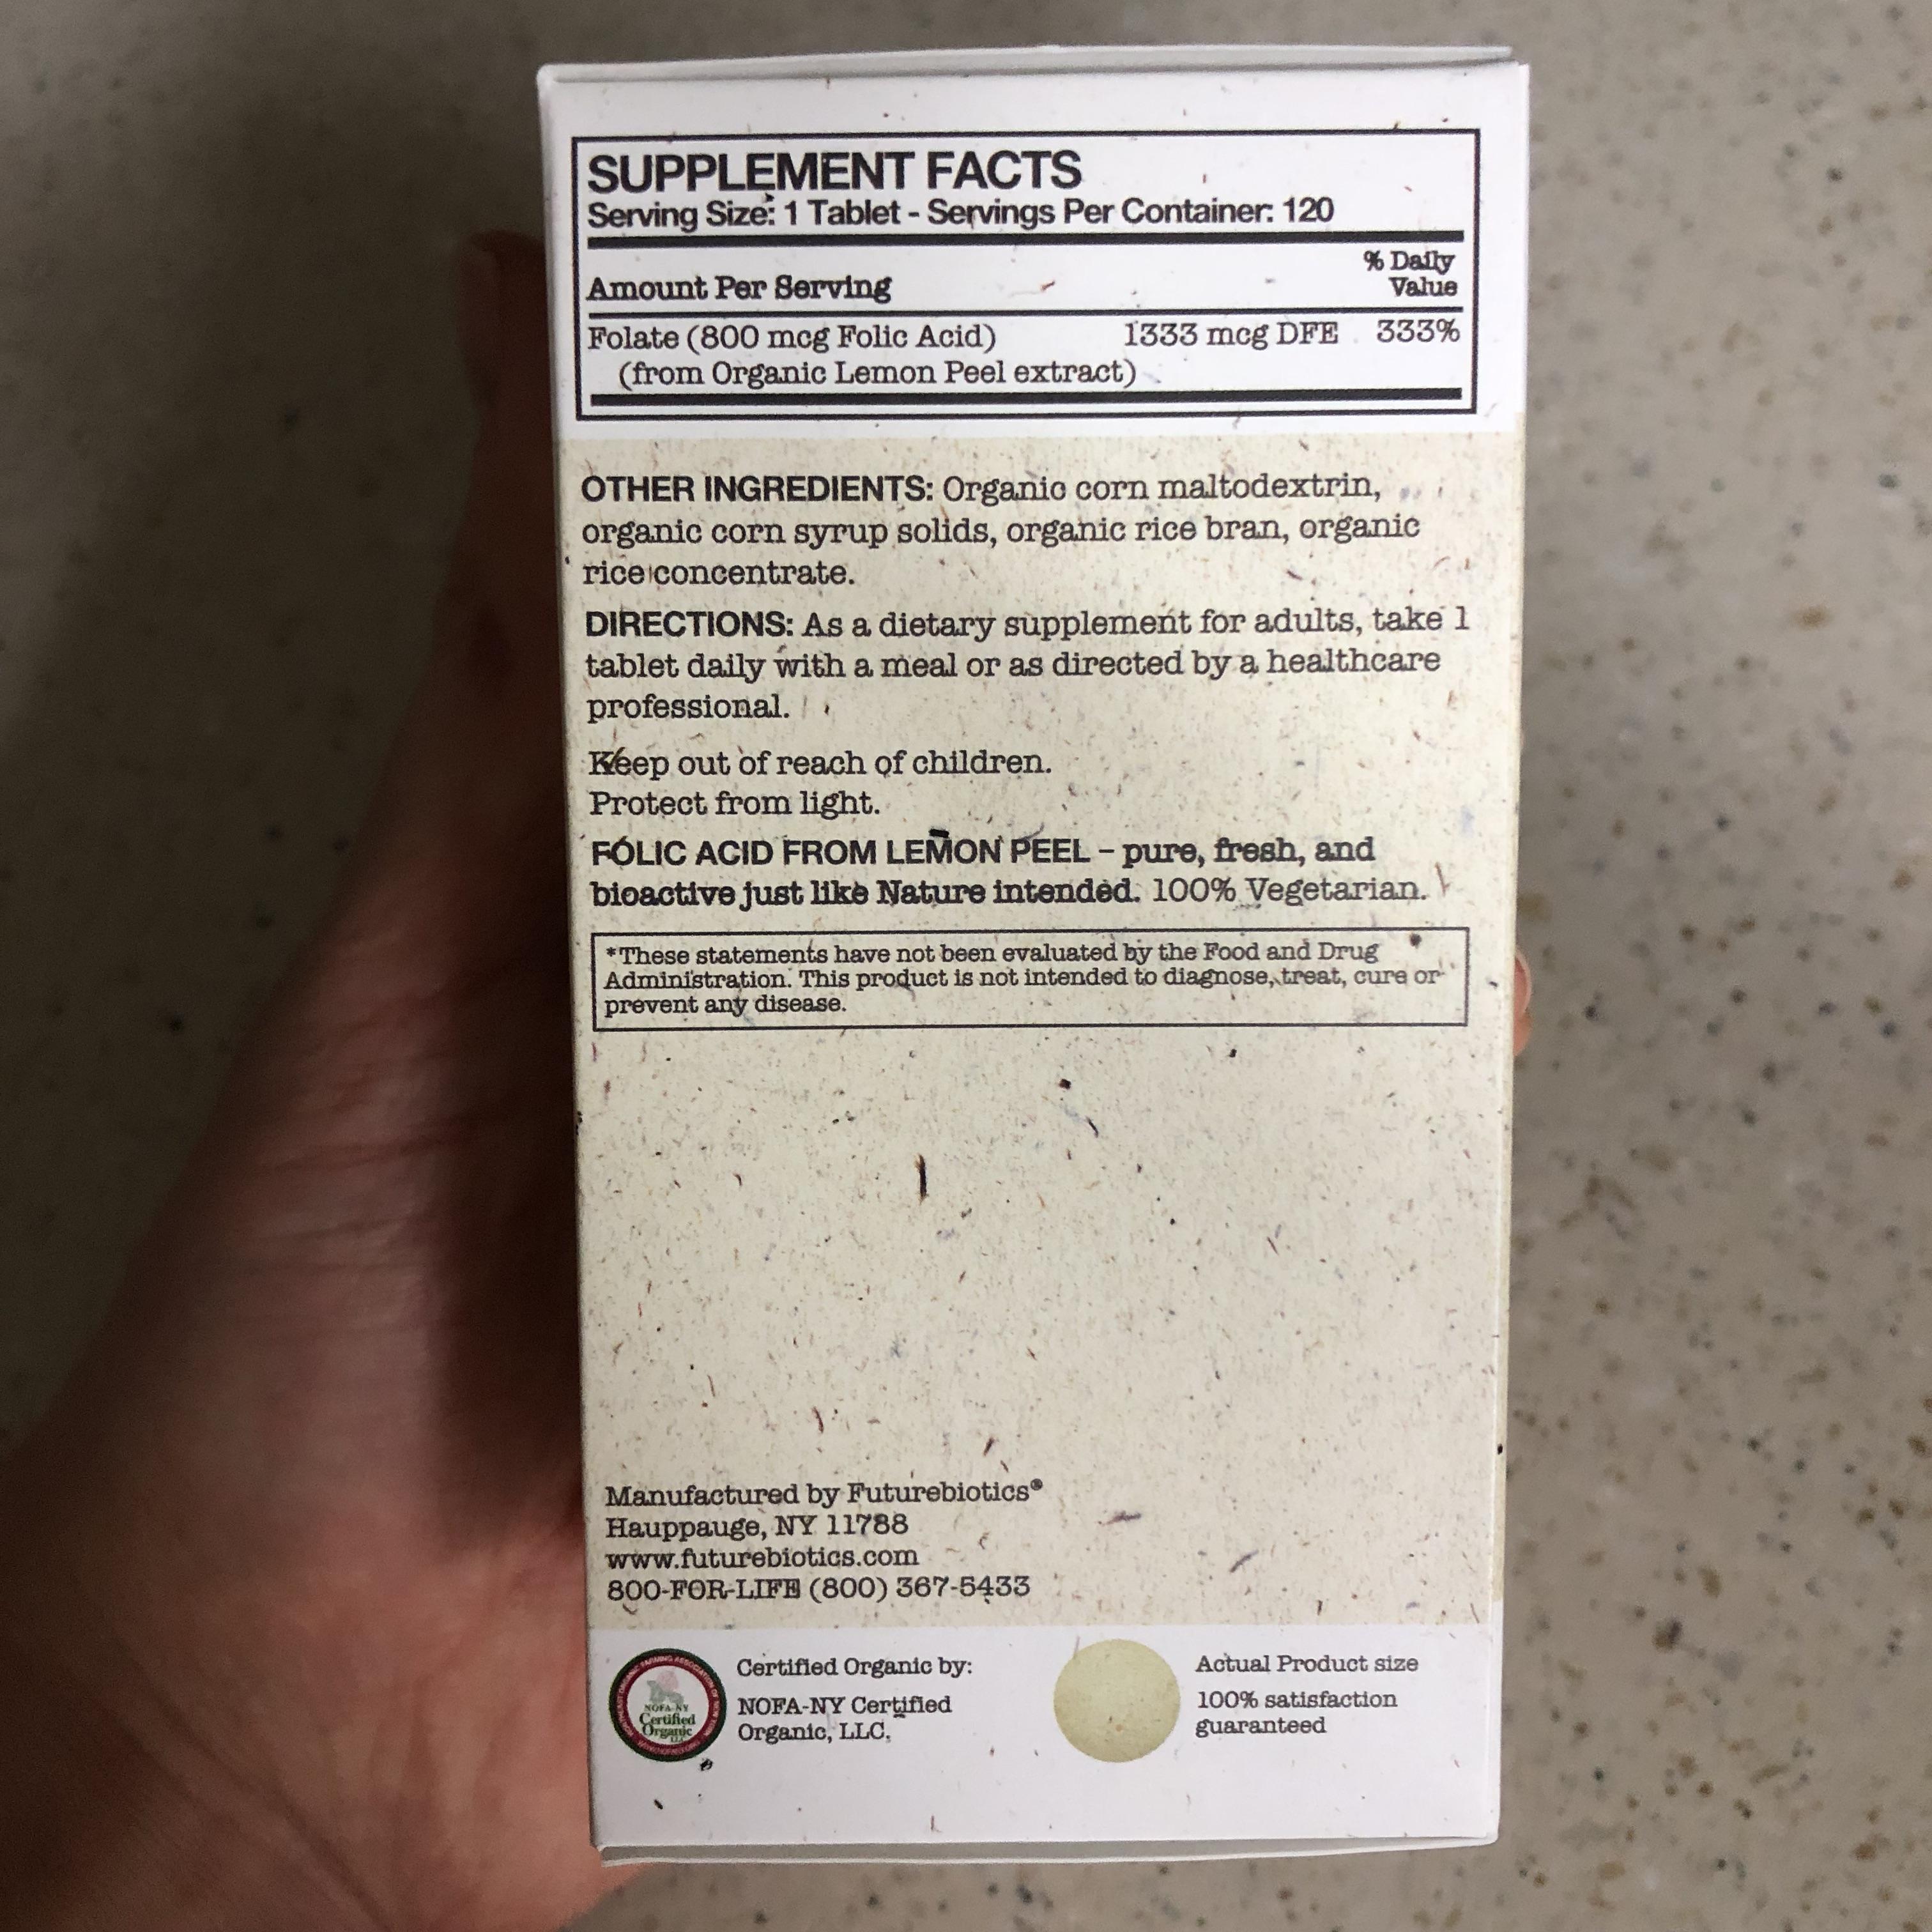 SUPPLEMENT FACTS
Serving Size: 1 Tablet - Servings Per Container: 120
% Daily
Value
Amount Per Serving
Folate (800 mcg Folic Acid) 1333 mcg DFE 333%
(from Organic Lemon Peel extract)
OTHER INGREDIENTS: Organic corn maltodextrin,
organic corn syrup solids, organic rice bran, organic
rice concentrate.
DIRECTIONS: As a dietary supplement for adults, take 1
tablet daily with a meal or as directed by a healthcare
professional.
Keep out of reach of children.
Protect from light.
FOLIC ACID FROM LEMON PEEL – pure, fresh, and
bioactive just like Nature intended. 100% Vegetarian.
*These statements have not been evaluated by the Food and Drug
Administration. This product is not intended to diagnose, treat, cure or
prevent any disease.
Manufactured by Futurebiotics®
Hauppauge, NY 11788
www.futurebiotics.com
800-FOR-LIFE (800) 367-5433
NOFA-NY
Certified
Organic
LLC
Certified Organic by:
NOFA-NY Certified
Organic, LLC.
Actual Product size
100% satisfaction
guaranteed